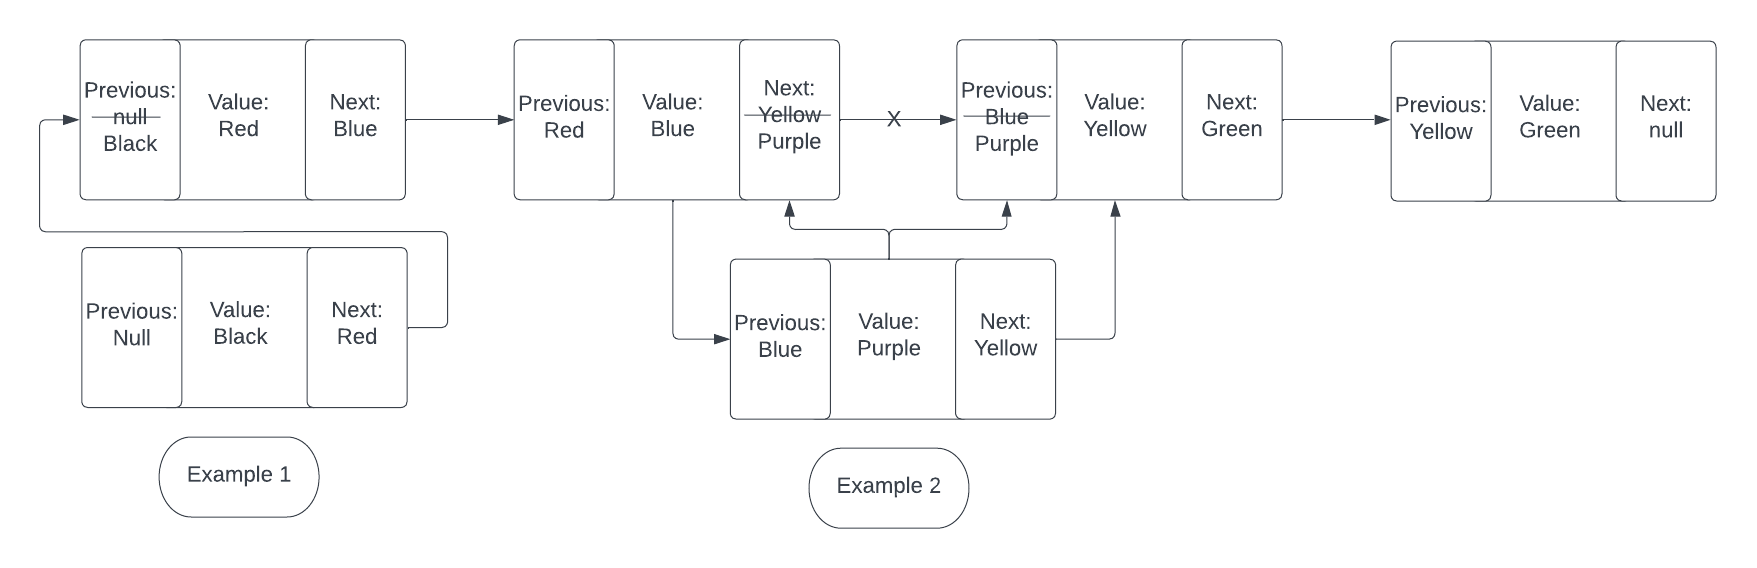 Previous:
null
Black
Value:
Red
Next:
Blue
Previous:
Red
Value:
Blue
Next:
Yellow
Purple
X
Previous:
Blue
Purple
Value:
Yellow
Next:
Green
Previous:
Yellow
Value:
Green
Next:
null
Previous:
Null
Value:
Black
Next:
Red
Previous:
Blue
Value:
Purple
Next:
Yellow
Example 1
Example 2